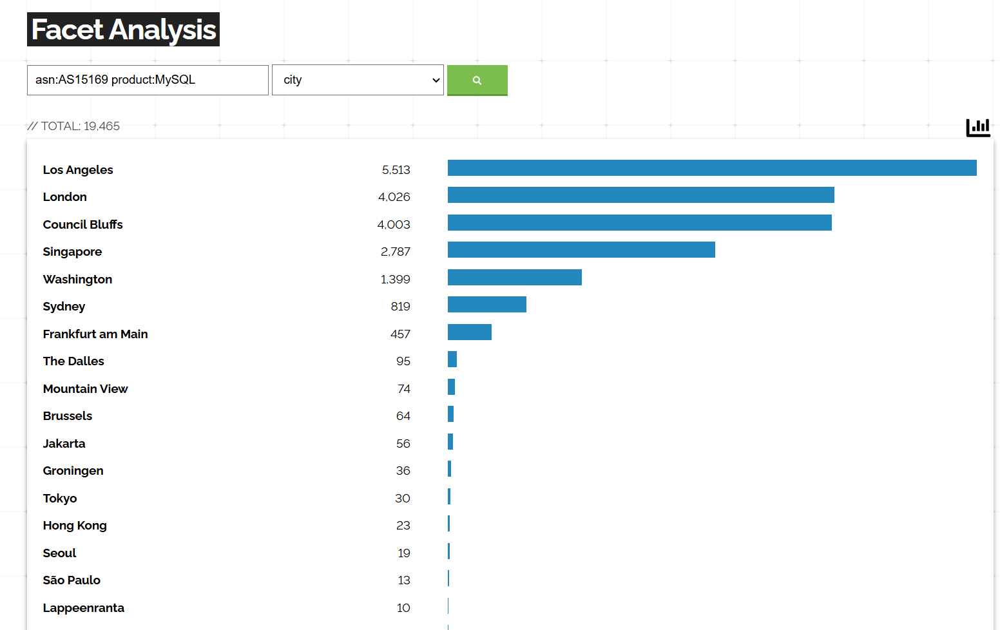 Facet Analysis
asn:AS15169 product:MySQL city
// TOTAL: 19,465
Los Angeles 5,513
London 4,026
Council Bluffs 4,003
Singapore 2,787
Washington 1,399
Sydney 819
Frankfurt am Main 457
The Dalles 95
Mountain View 74
Brussels 64
Jakarta 56
Groningen 36
Tokyo 30
Hong Kong 23
Seoul 19
São Paulo 13
Lappeenranta 10